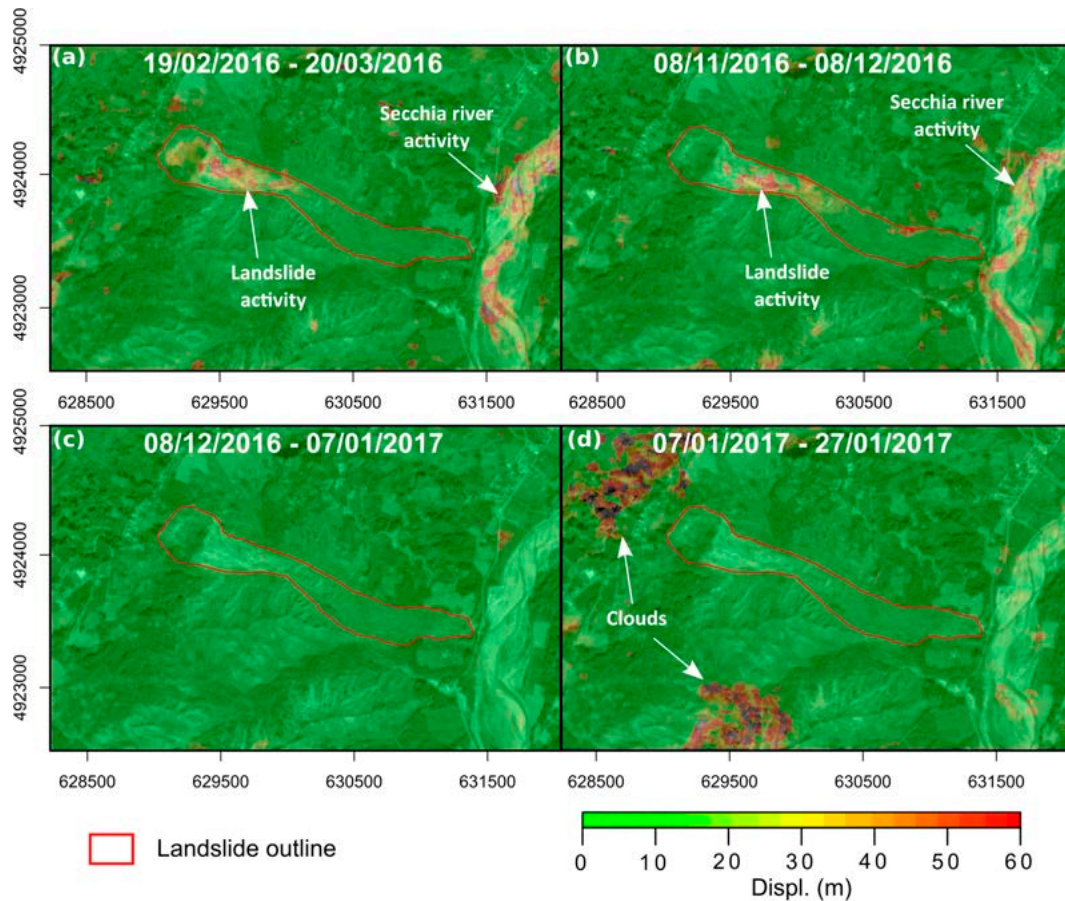 (a) 19/02/2016 - 20/03/2016
Secchia river
activity
Landslide
activity
(b) 08/11/2016 - 08/12/2016
Secchia river
activity
Landslide
activity
4925000
4924000
4923000
628500 629500 630500 631500 628500 629500 630500 631500
(c) 08/12/2016 - 07/01/2017
(d) 07/01/2017 - 27/01/2017
Clouds
4925000
4924000
4923000
628500 629500 630500 631500 628500 629500 630500 631500
Landslide outline
0 10 20 30 40 50 60
Displ. (m)